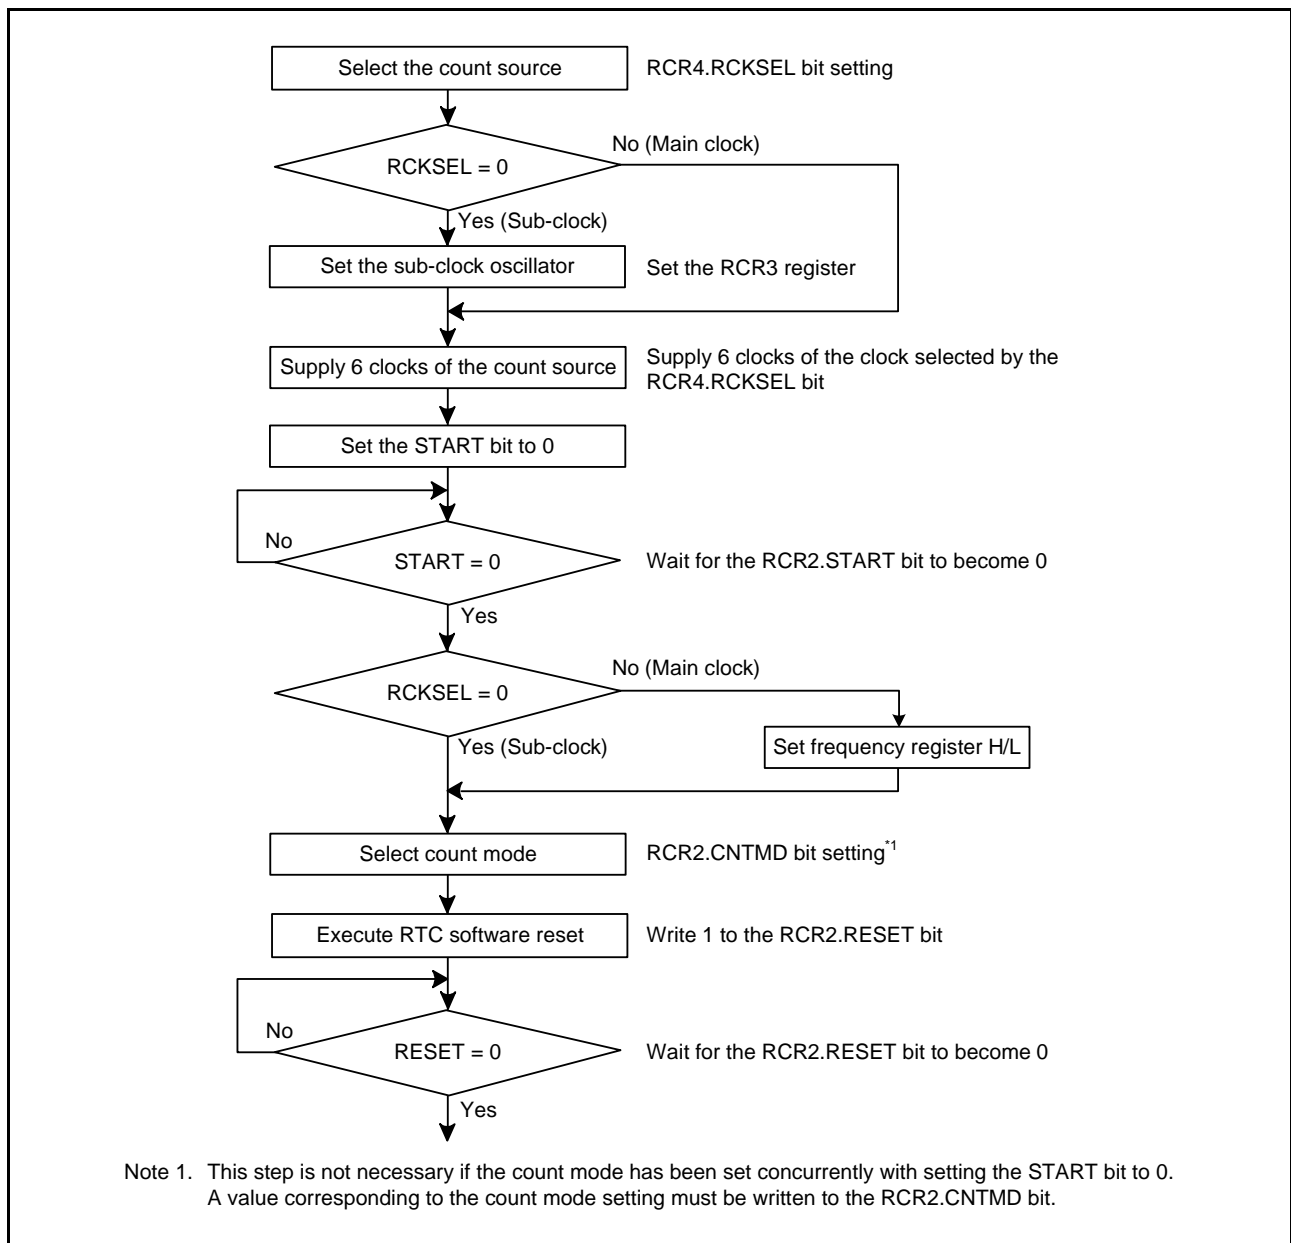 Select the count source
RCR4.RCKSEL bit setting
No (Main clock)
RCKSEL = 0
Yes (Sub-clock)
Set the sub-clock oscillator
Set the RCR3 register
Supply 6 clocks of the count source
Supply 6 clocks of the clock selected by the
RCR4.RCKSEL bit
Set the START bit to 0
No
START = 0
Wait for the RCR2.START bit to become 0
Yes
No (Main clock)
RCKSEL = 0
Yes (Sub-clock)
Set frequency register H/L
Select count mode
RCR2.CNTMD bit setting*1
Execute RTC software reset
Write 1 to the RCR2.RESET bit
No
RESET = 0
Wait for the RCR2.RESET bit to become 0
Yes
Note 1. This step is not necessary if the count mode has been set concurrently with setting the START bit to 0.
A value corresponding to the count mode setting must be written to the RCR2.CNTMD bit.